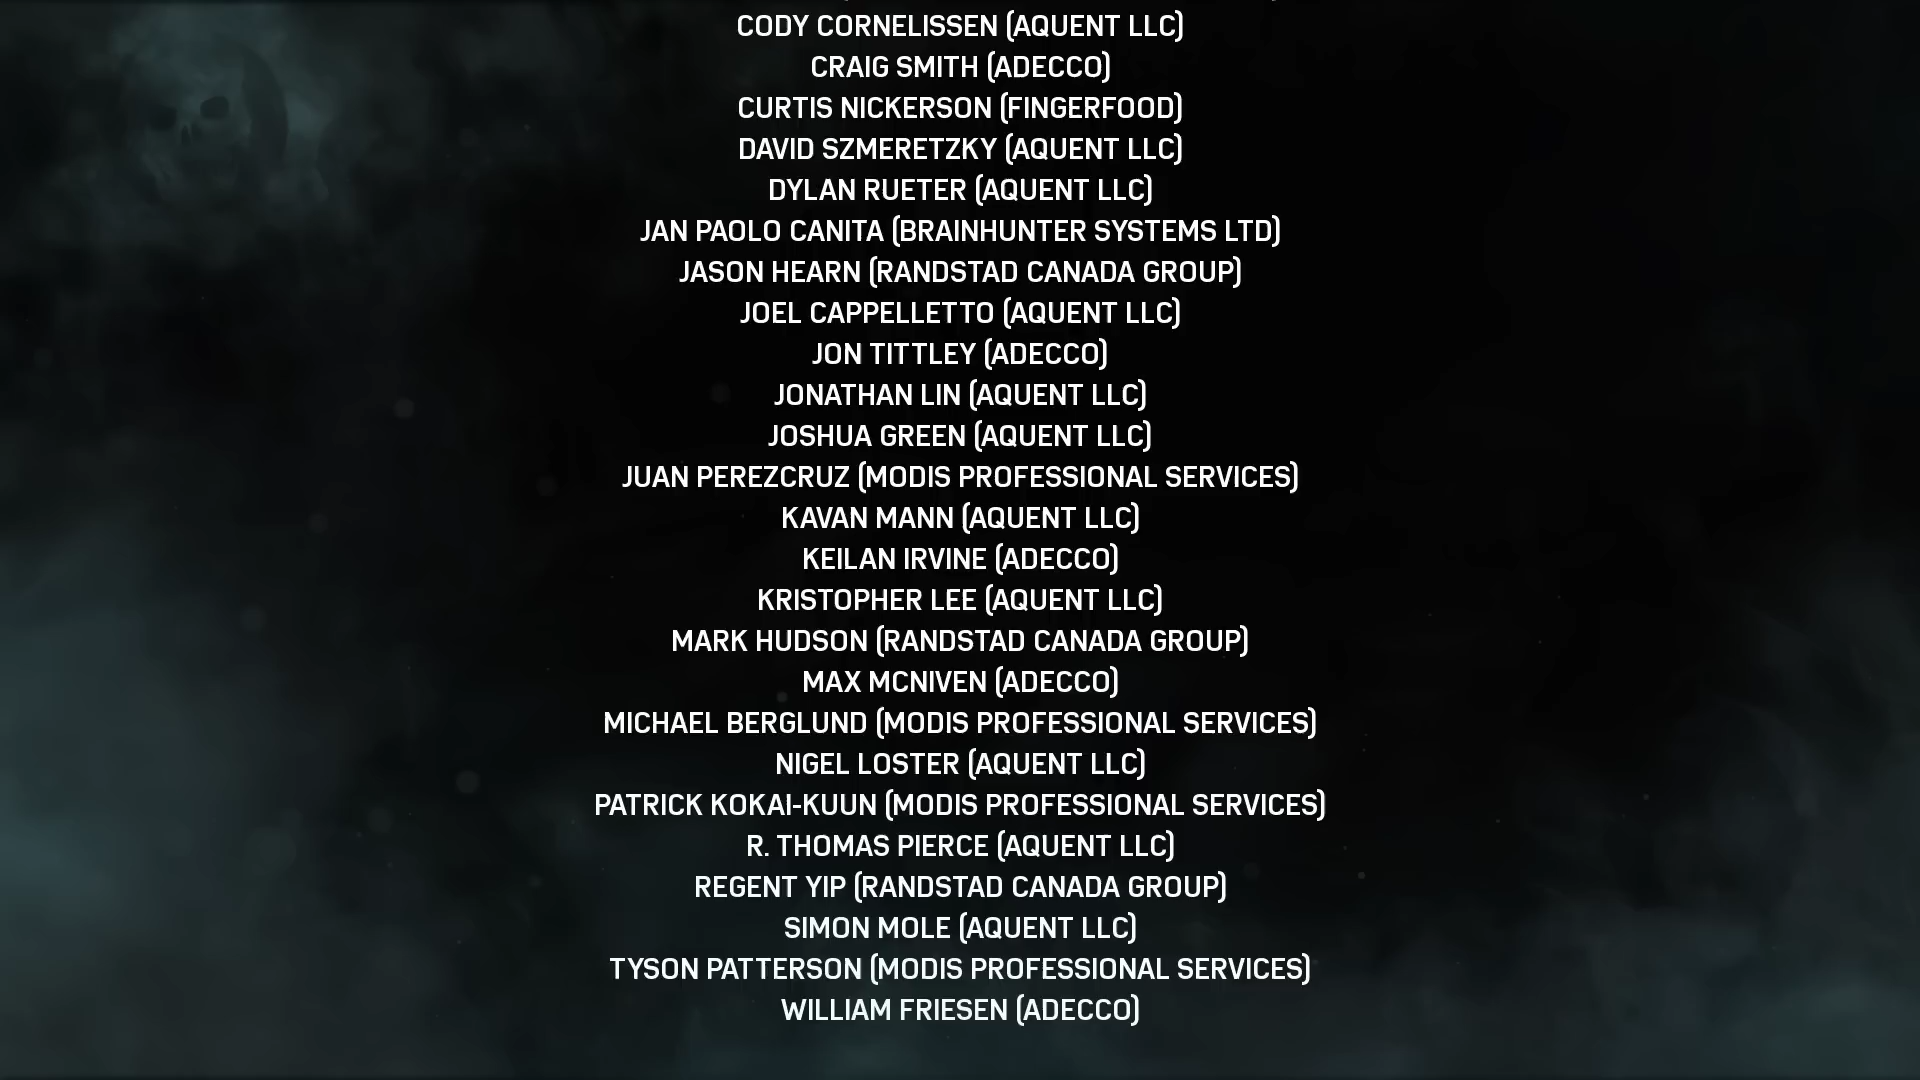 CODY CORNELISSEN (AQUENT LLC)
CRAIG SMITH (ADECCO)
CURTIS NICKERSON (FINGERFOOD)
DAVID SZMERETZKY (AQUENT LLC)
DYLAN RUETER (AQUENT LLC)
JAN PAOLO CANITA (BRAINHUNTER SYSTEMS LTD)
JASON HEARN (RANDSTAD CANADA GROUP)
JOEL CAPPELLETTO (AQUENT LLC)
JON TITTLEY (ADECCO)
JONATHAN LIN (AQUENT LLC)
JOSHUA GREEN (AQUENT LLC)
JUAN PEREZCRUZ (MODIS PROFESSIONAL SERVICES)
KAVAN MANN (AQUENT LLC)
KEILAN IRVINE (ADECCO)
KRISTOPHER LEE (AQUENT LLC)
MARK HUDSON (RANDSTAD CANADA GROUP)
MAX MCNIVEN (ADECCO)
MICHAEL BERGLUND (MODIS PROFESSIONAL SERVICES)
NIGEL LOSTER (AQUENT LLC)
PATRICK KOKAI-KUUN (MODIS PROFESSIONAL SERVICES)
R. THOMAS PIERCE (AQUENT LLC)
REGENT YIP (RANDSTAD CANADA GROUP)
SIMON MOLE (AQUENT LLC)
TYSON PATTERSON (MODIS PROFESSIONAL SERVICES)
WILLIAM FRIESEN (ADECCO)